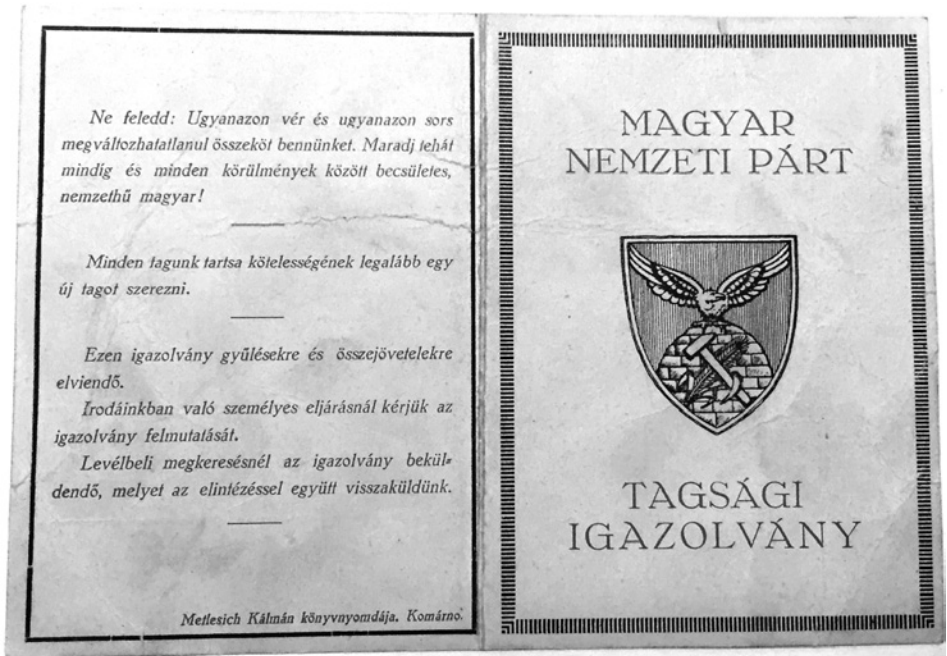 Ne feledd: Ugyanazon vér és ugyanazon sors
megváltozhatatlanul összeköt bennünket. Maradj tehát
mindig és minden körülmények között becsületes,
nemzethű magyar!
Minden tagunk tartsa kötelességének legalább egy
új tagot szerezni.
Ezen igazolvány gyűlésekre és összejövetelekre
elviendő.
Irodáinkban való személyes eljárásnál kérjük az
igazolvány felmutatását.
Levélbeli megkeresésnél az igazolvány bekül-
dendő, melyet az elintézéssel együtt visszaküldünk.
Metlesich Kálmán könyvnyomdája. Komárno.
MAGYAR
NEMZETI PÁRT
TAGSÁGI
IGAZOLVÁNY